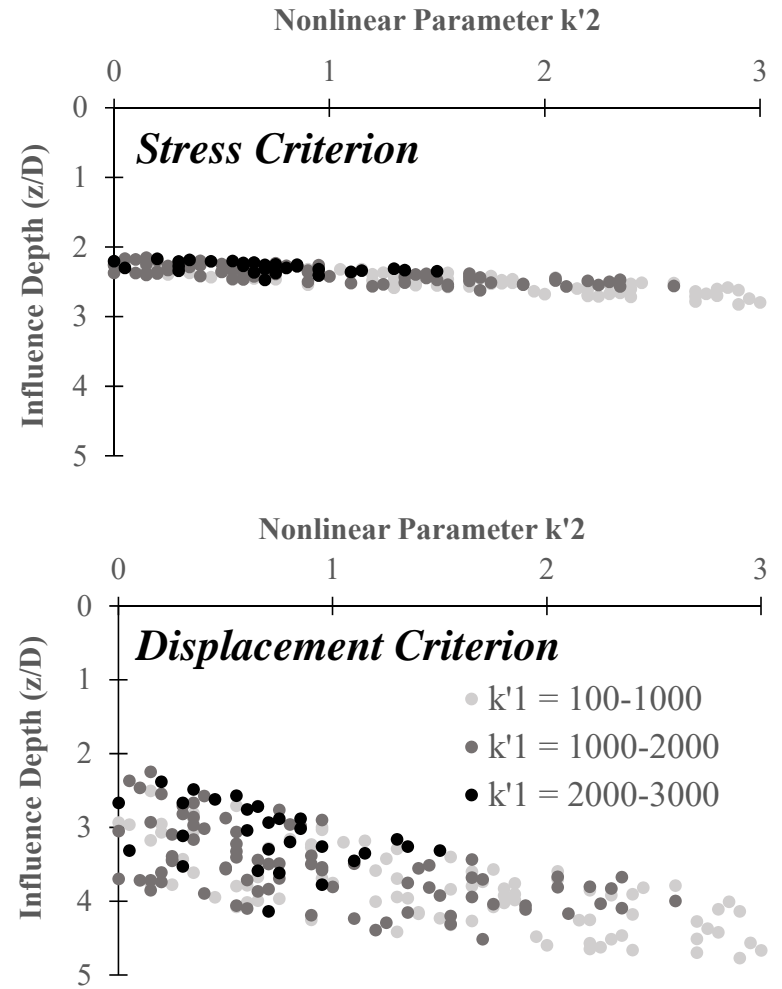 Nonlinear Parameter k'2
0 1 2 3
0
Stress Criterion
1
2
3
4
5
Influence Depth (z/D)
Nonlinear Parameter k'2
0 1 2 3
0
Displacement Criterion
1
k'1 = 100-1000
k'1 = 1000-2000
2
k'1 = 2000-3000
3
4
5
Influence Depth (z/D)